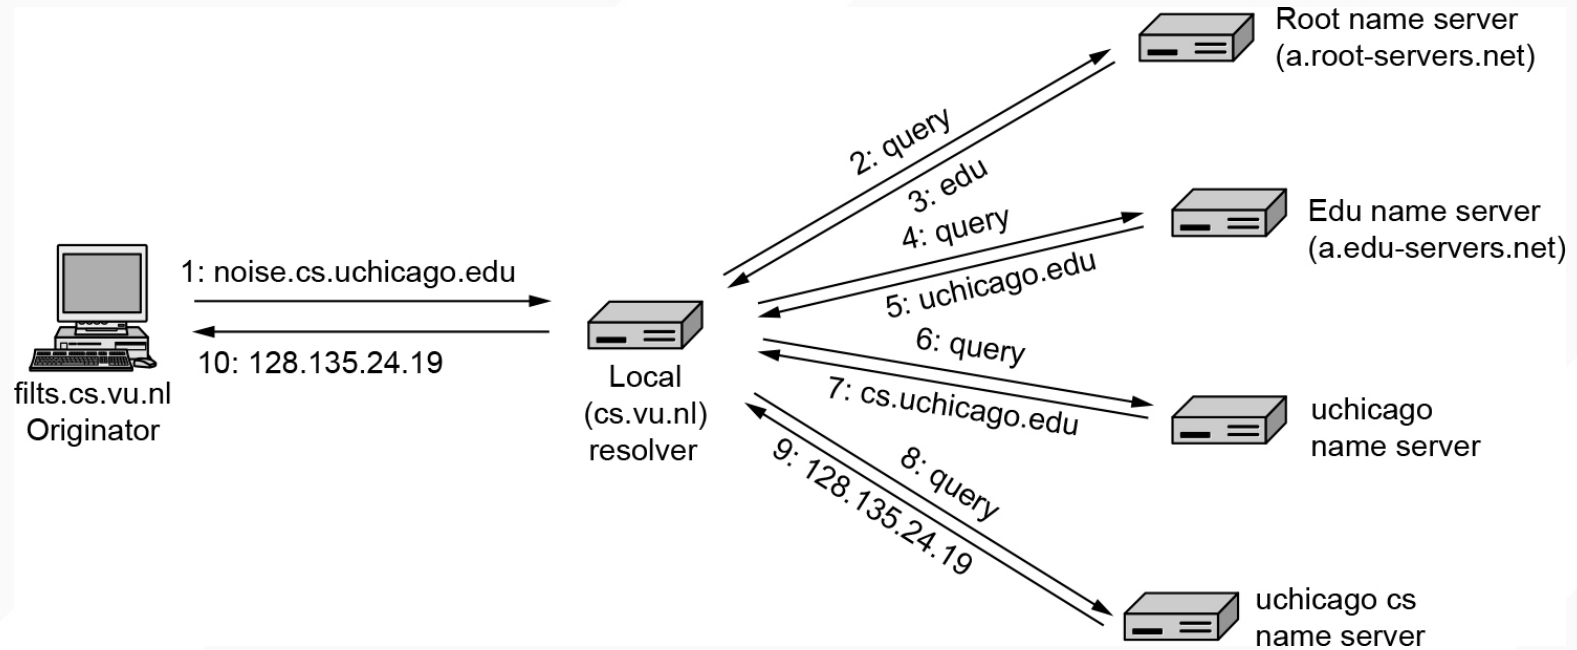 Root name server
(a.root-servers.net)
2: query
3: edu
4: query
5: uchicago.edu
Edu name server
(a.edu-servers.net)
1: noise.cs.uchicago.edu
10: 128.135.24.19
filts.cs.vu.nl
Originator
Local
(cs.vu.nl)
resolver
6: query
7: cs.uchicago.edu
uchicago
name server
8: query
9: 128.135.24.19
uchicago cs
name server